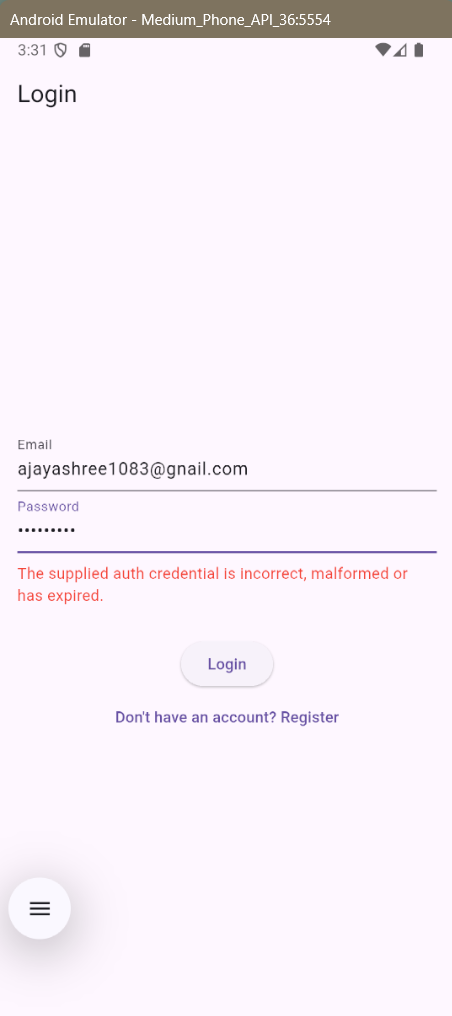 Android Emulator - Medium_Phone_API_36:5554
3:31
Login
Email
ajayashree1083@gnail.com
Password
•••••••••
The supplied auth credential is incorrect, malformed or
has expired.
Login
Don't have an account? Register